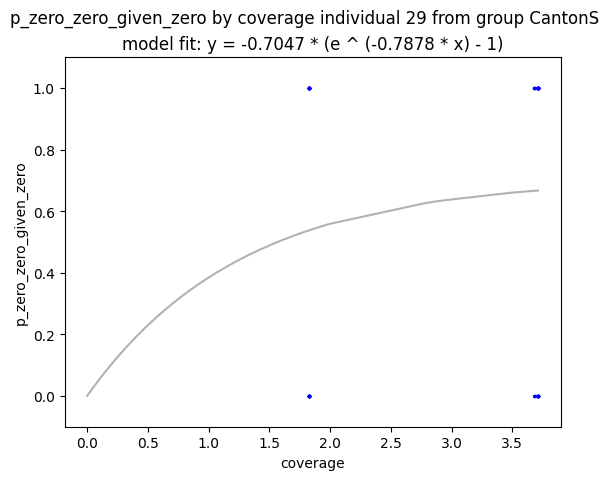 p_zero_zero_given_zero by coverage individual 29 from group CantonS
model fit: y = -0.7047 * (e ^ (-0.7878 * x) - 1)
p_zero_zero_given_zero
1.0
0.8
0.6
0.4
0.2
0.0
0.0 0.5 1.0 1.5 2.0 2.5 3.0 3.5
coverage